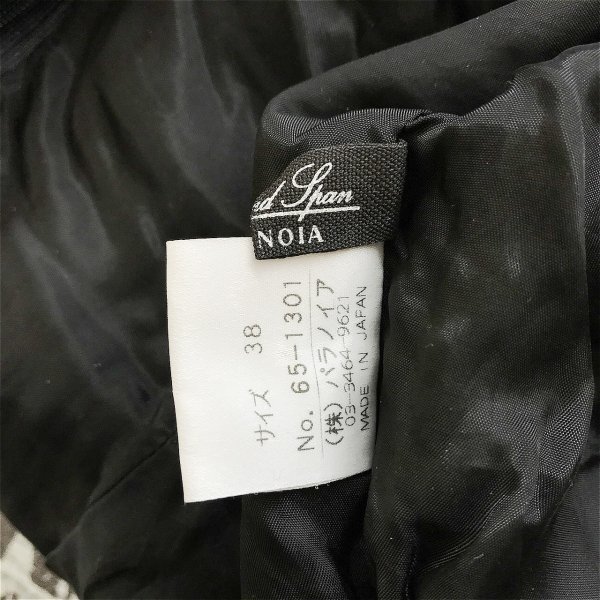 ed Span
NOIA
サイズ 38
No. 65-1301
(株) パラノイア
03-3464-9621
MADE IN JAPAN